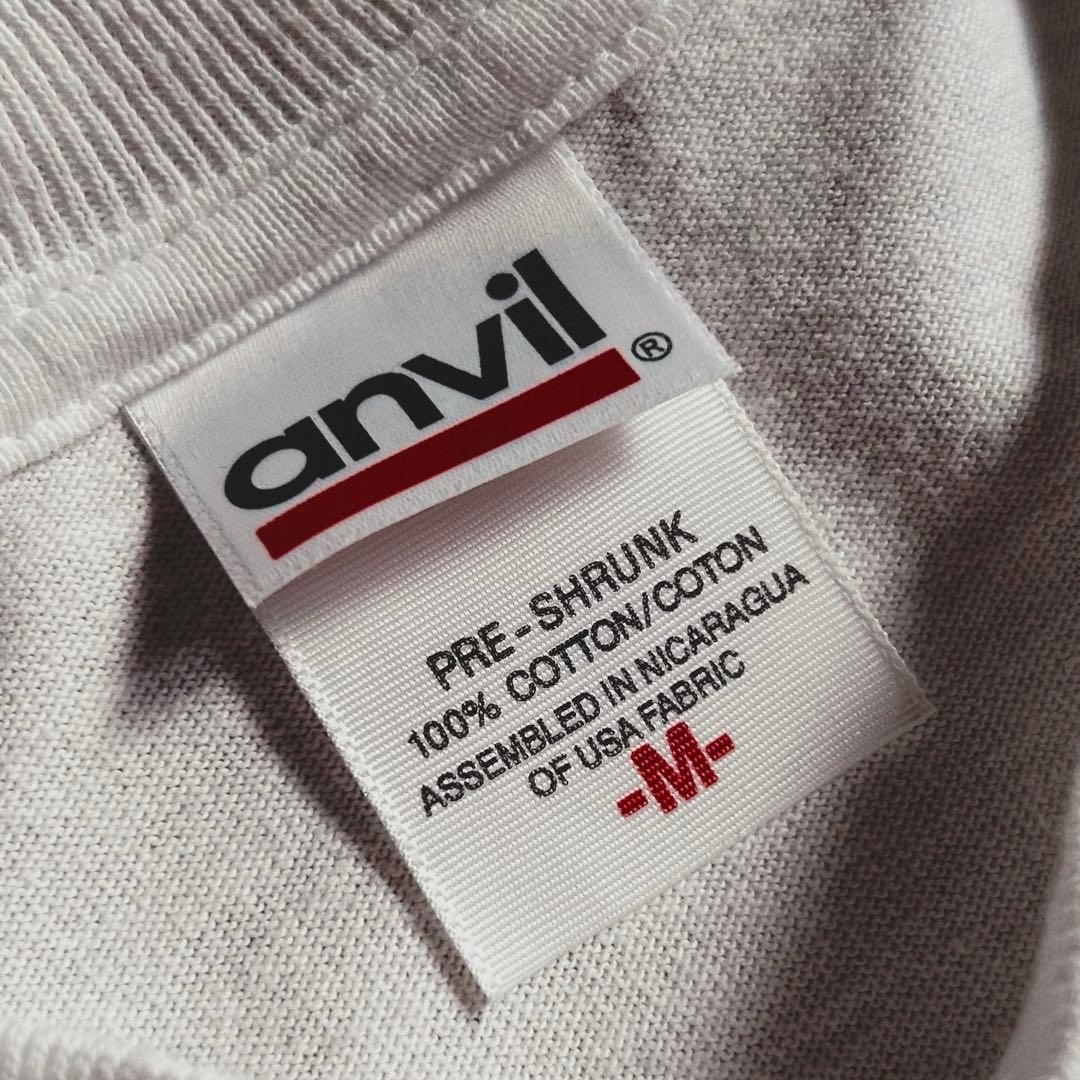 anvil®
PRE-SHRUNK
100% COTTON/COTON
ASSEMBLED IN NICARAGUA
OF USA FABRIC
-M-